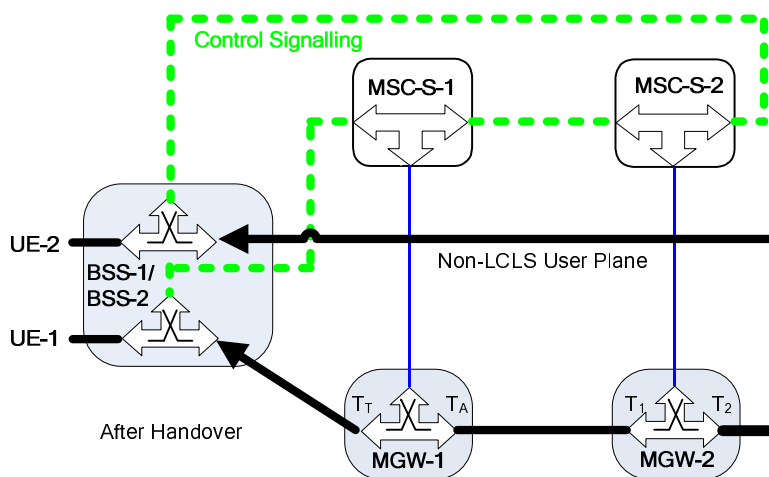 Control Signalling
MSC-S-1
MSC-S-2
UE-2
Non-LCLS User Plane
BSS-1/
BSS-2
UE-1
TT
TA
T1
T2
After Handover
MGW-1
MGW-2